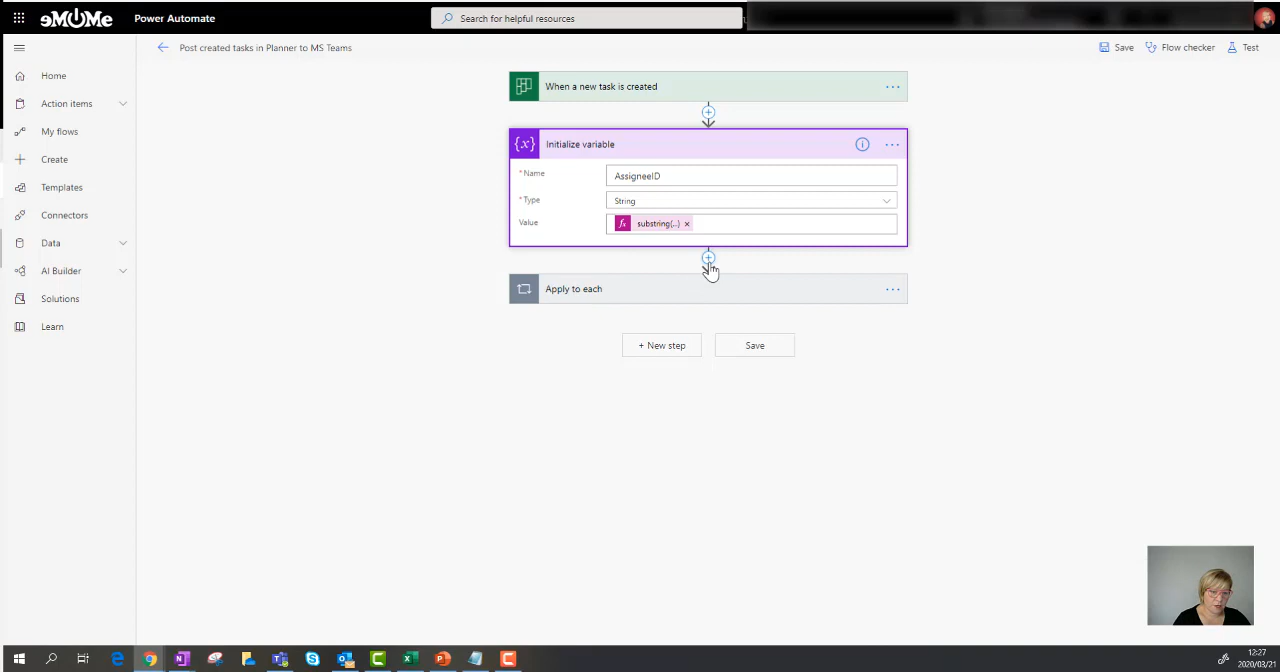 eMOMe
Power Automate
Search for helpful resources
Post created tasks in Planner to MS Teams
Save
Flow checker
Test
Home
Action items
My flows
Create
Templates
Connectors
Data
AI Builder
Solutions
Learn
When a new task is created
{x} Initialize variable
* Name
AssigneeID
* Type
String
Value
fx substring(...) ×
Apply to each
+ New step
Save
12:27
2020/03/21